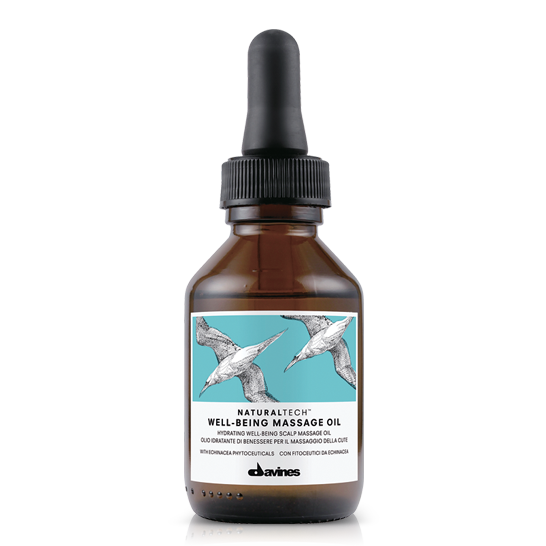 NATURALTECH™
WELL-BEING MASSAGE OIL
HYDRATING WELL-BEING SCALP MASSAGE OIL
OLIO IDRATANTE DI BENESSERE PER IL MASSAGGIO DELLA CUTE
WITH ECHINACEA PHYTOCEUTICALS CON FITOCEUTICI DA ECHINACEA
davines